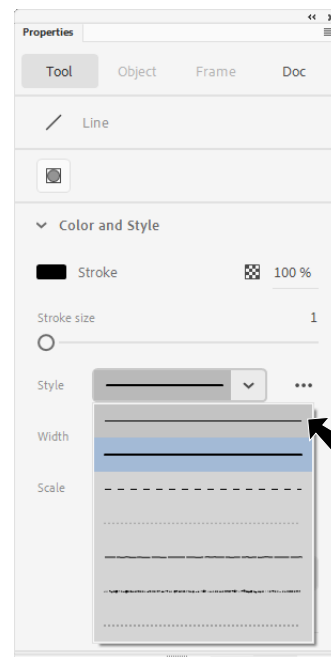 Properties
Tool Object Frame Doc
Line
Color and Style
Stroke 100 %
Stroke size 1
Style
Width
Scale